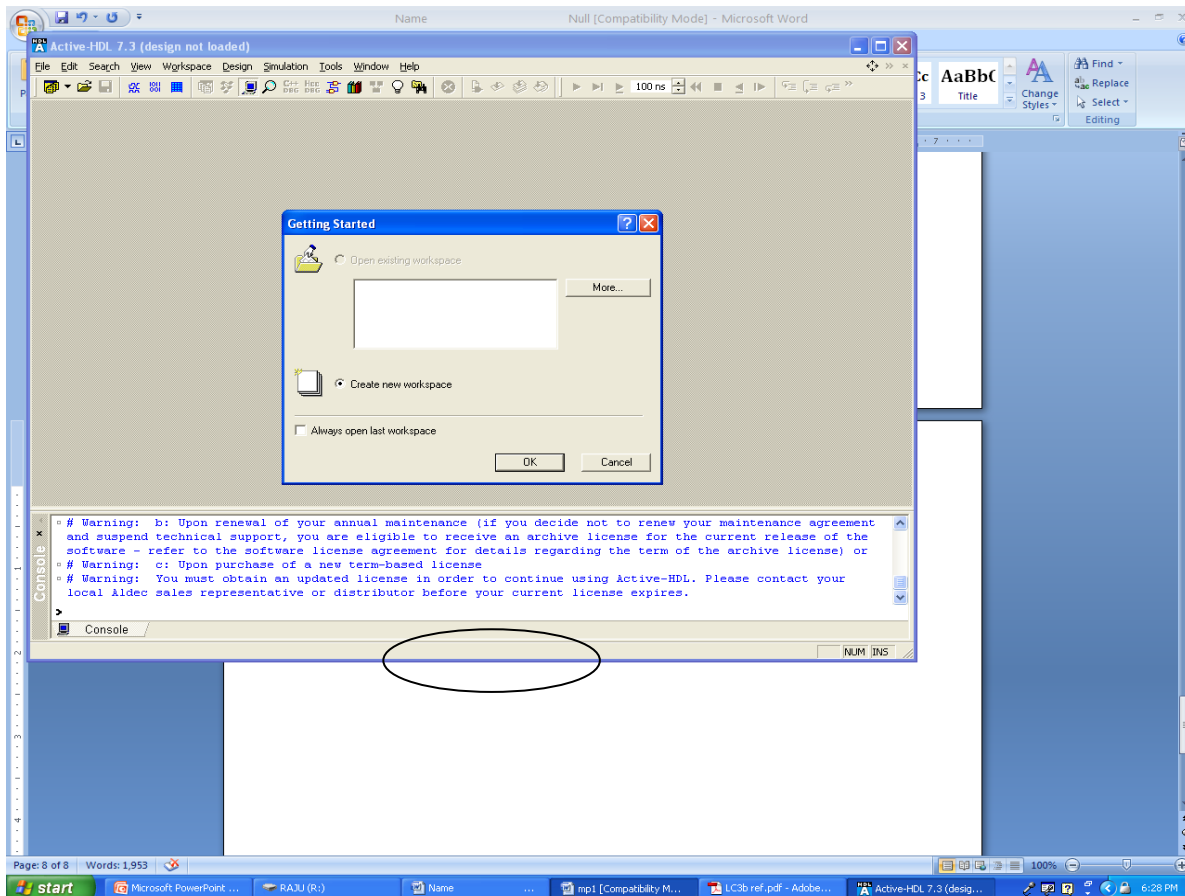 Name Null [Compatibility Mode] - Microsoft Word
Active-HDL 7.3 (design not loaded)
File Edit Search View Workspace Design Simulation Tools Window Help
100 ns
AaBbC
3 Title
Change Styles
Find
Replace
Select
Editing
7
Getting Started
Open existing workspace
More...
Create new workspace
Always open last workspace
OK Cancel
# Warning: b: Upon renewal of your annual maintenance (if you decide not to renew your maintenance agreement
and suspend technical support, you are eligible to receive an archive license for the current release of the
software - refer to the software license agreement for details regarding the term of the archive license) or
# Warning: c: Upon purchase of a new term-based license
# Warning: You must obtain an updated license in order to continue using Active-HDL. Please contact your
local Aldec sales representative or distributor before your current license expires.
>
Console
Console
NUM INS
Page: 8 of 8 Words: 1,953 100%
start Microsoft PowerPoint ... RAJU (R:) Name ... mp1 [Compatibility M... LC3b ref.pdf - Adobe... Active-HDL 7.3 (desig... 6:28 PM